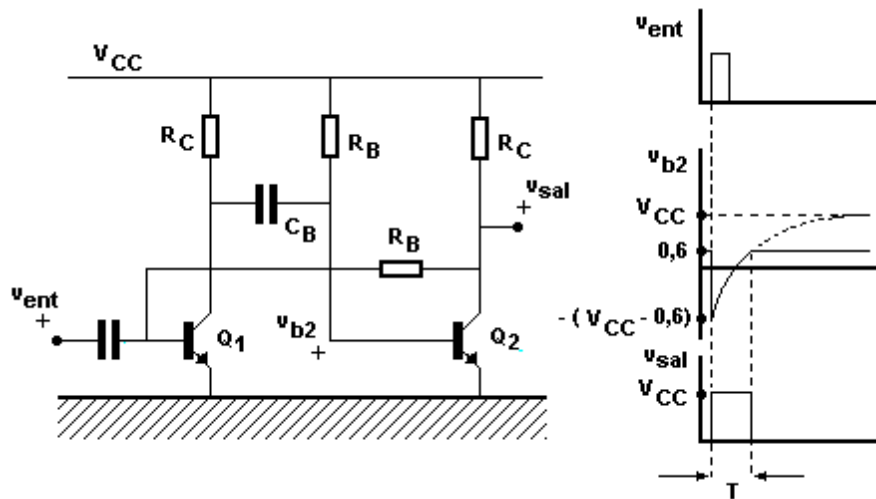 V_CC
R_C
R_B
R_C
v_sal
+
C_B
R_B
v_ent
+
Q_1
v_b2
+
Q_2
v_ent
v_b2
V_CC
0,6
- ( V_CC - 0,6)
v_sal
V_CC
T